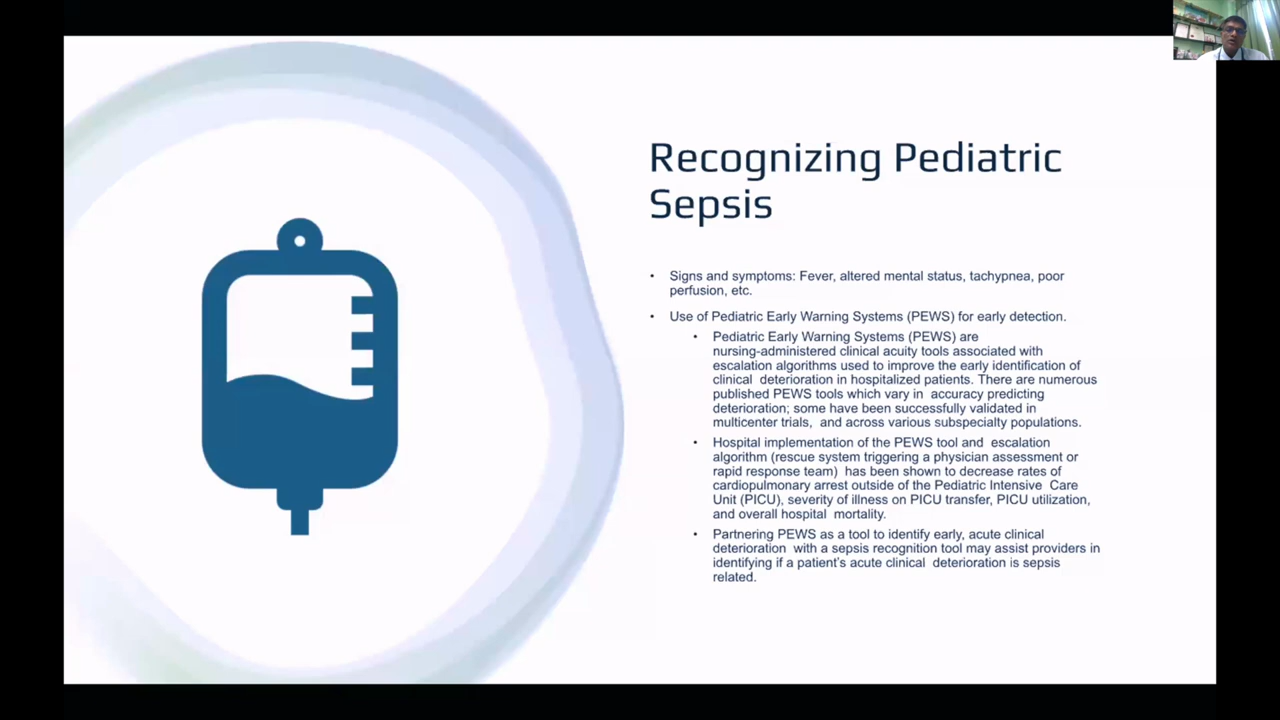 Recognizing Pediatric
Sepsis
• Signs and symptoms: Fever, altered mental status, tachypnea, poor
perfusion, etc.
• Use of Pediatric Early Warning Systems (PEWS) for early detection.
• Pediatric Early Warning Systems (PEWS) are
nursing-administered clinical acuity tools associated with
escalation algorithms used to improve the early identification of
clinical deterioration in hospitalized patients. There are numerous
published PEWS tools which vary in accuracy predicting
deterioration; some have been successfully validated in
multicenter trials, and across various subspecialty populations.
• Hospital implementation of the PEWS tool and escalation
algorithm (rescue system triggering a physician assessment or
rapid response team) has been shown to decrease rates of
cardiopulmonary arrest outside of the Pediatric Intensive Care
Unit (PICU), severity of illness on PICU transfer, PICU utilization,
and overall hospital mortality.
• Partnering PEWS as a tool to identify early, acute clinical
deterioration with a sepsis recognition tool may assist providers in
identifying if a patient's acute clinical deterioration is sepsis
related.